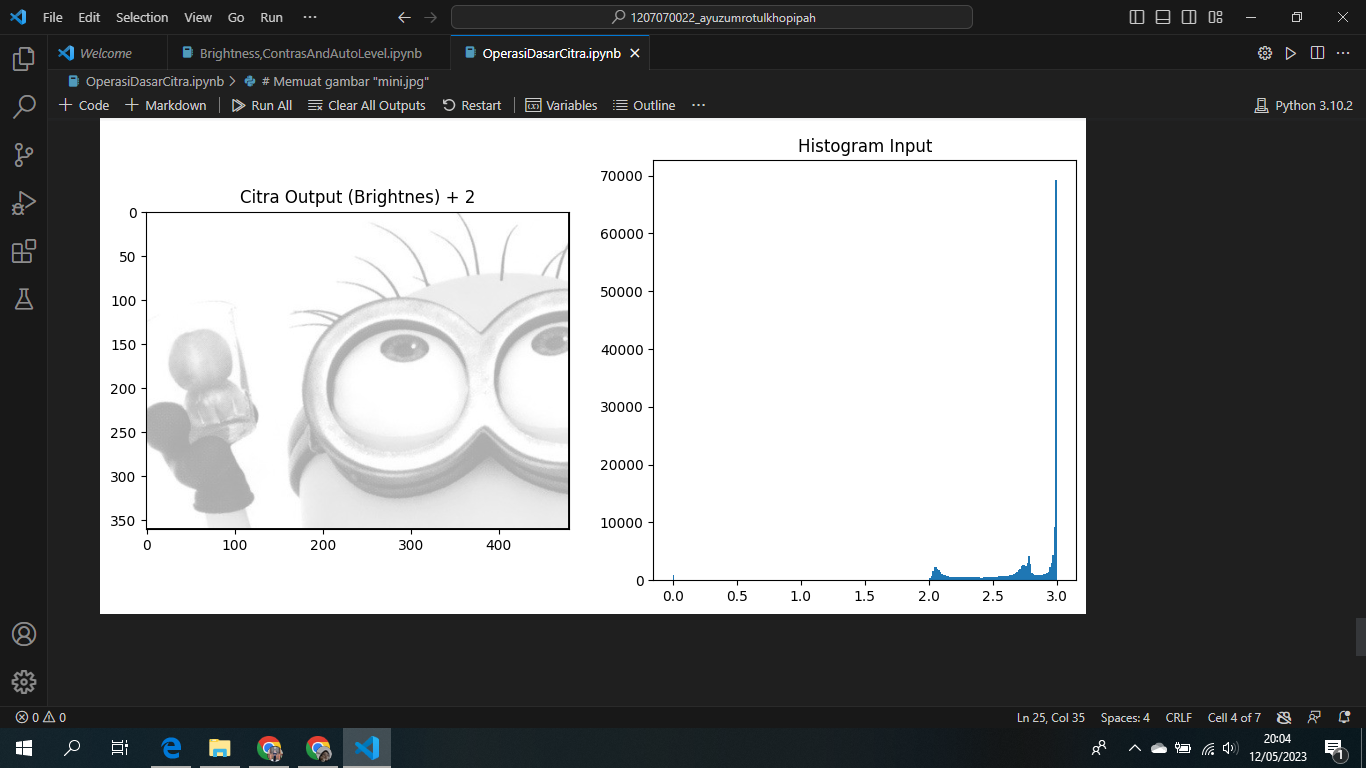 File Edit Selection View Go Run ··· 1207070022_ayuzumrotulkhopipah
Welcome Brightness,ContrasAndAutoLevel.ipynb OperasiDasarCitra.ipynb
OperasiDasarCitra.ipynb > # Memuat gambar "mini.jpg"
Code Markdown Run All Clear All Outputs Restart Variables Outline ··· Python 3.10.2
Citra Output (Brightnes) + 2
0
50
100
150
200
250
300
350
0 100 200 300 400
Histogram Input
70000
60000
50000
40000
30000
20000
10000
0
0.0 0.5 1.0 1.5 2.0 2.5 3.0
0 0 Ln 25, Col 35 Spaces: 4 CRLF Cell 4 of 7
20:04
12/05/2023
1